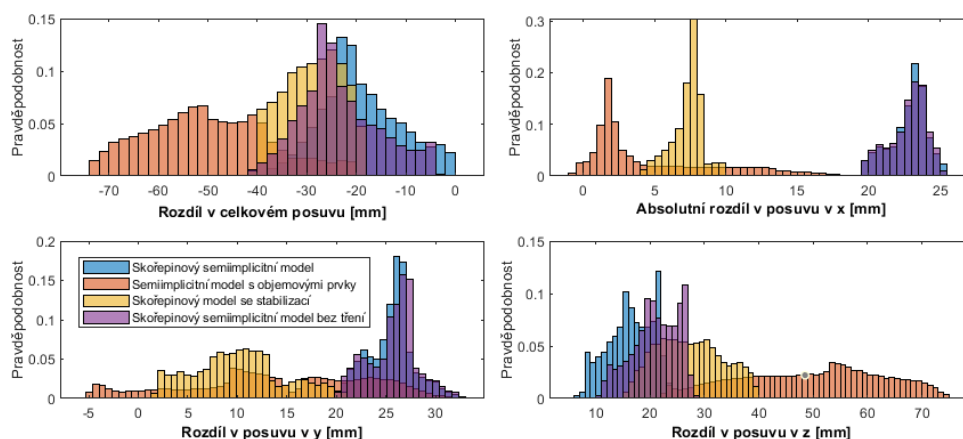 0.15
0.1
0.05
0
Pravděpodobnost
-70 -60 -50 -40 -30 -20 -10 0
Rozdíl v celkovém posuvu [mm]
0.3
0.2
0.1
0
Pravděpodobnost
0 5 10 15 20 25
Absolutní rozdíl v posuvu v x [mm]
0.2
0.15
0.1
0.05
0
Pravděpodobnost
Skořepinový semiimplicitní model
Semiimplicitní model s objemovými prvky
Skořepinový model se stabilizací
Skořepinový semiimplicitní model bez tření
-5 0 5 10 15 20 25 30
Rozdíl v posuvu v y [mm]
0.15
0.1
0.05
0
Pravděpodobnost
10 20 30 40 50 60 70
Rozdíl v posuvu v z [mm]